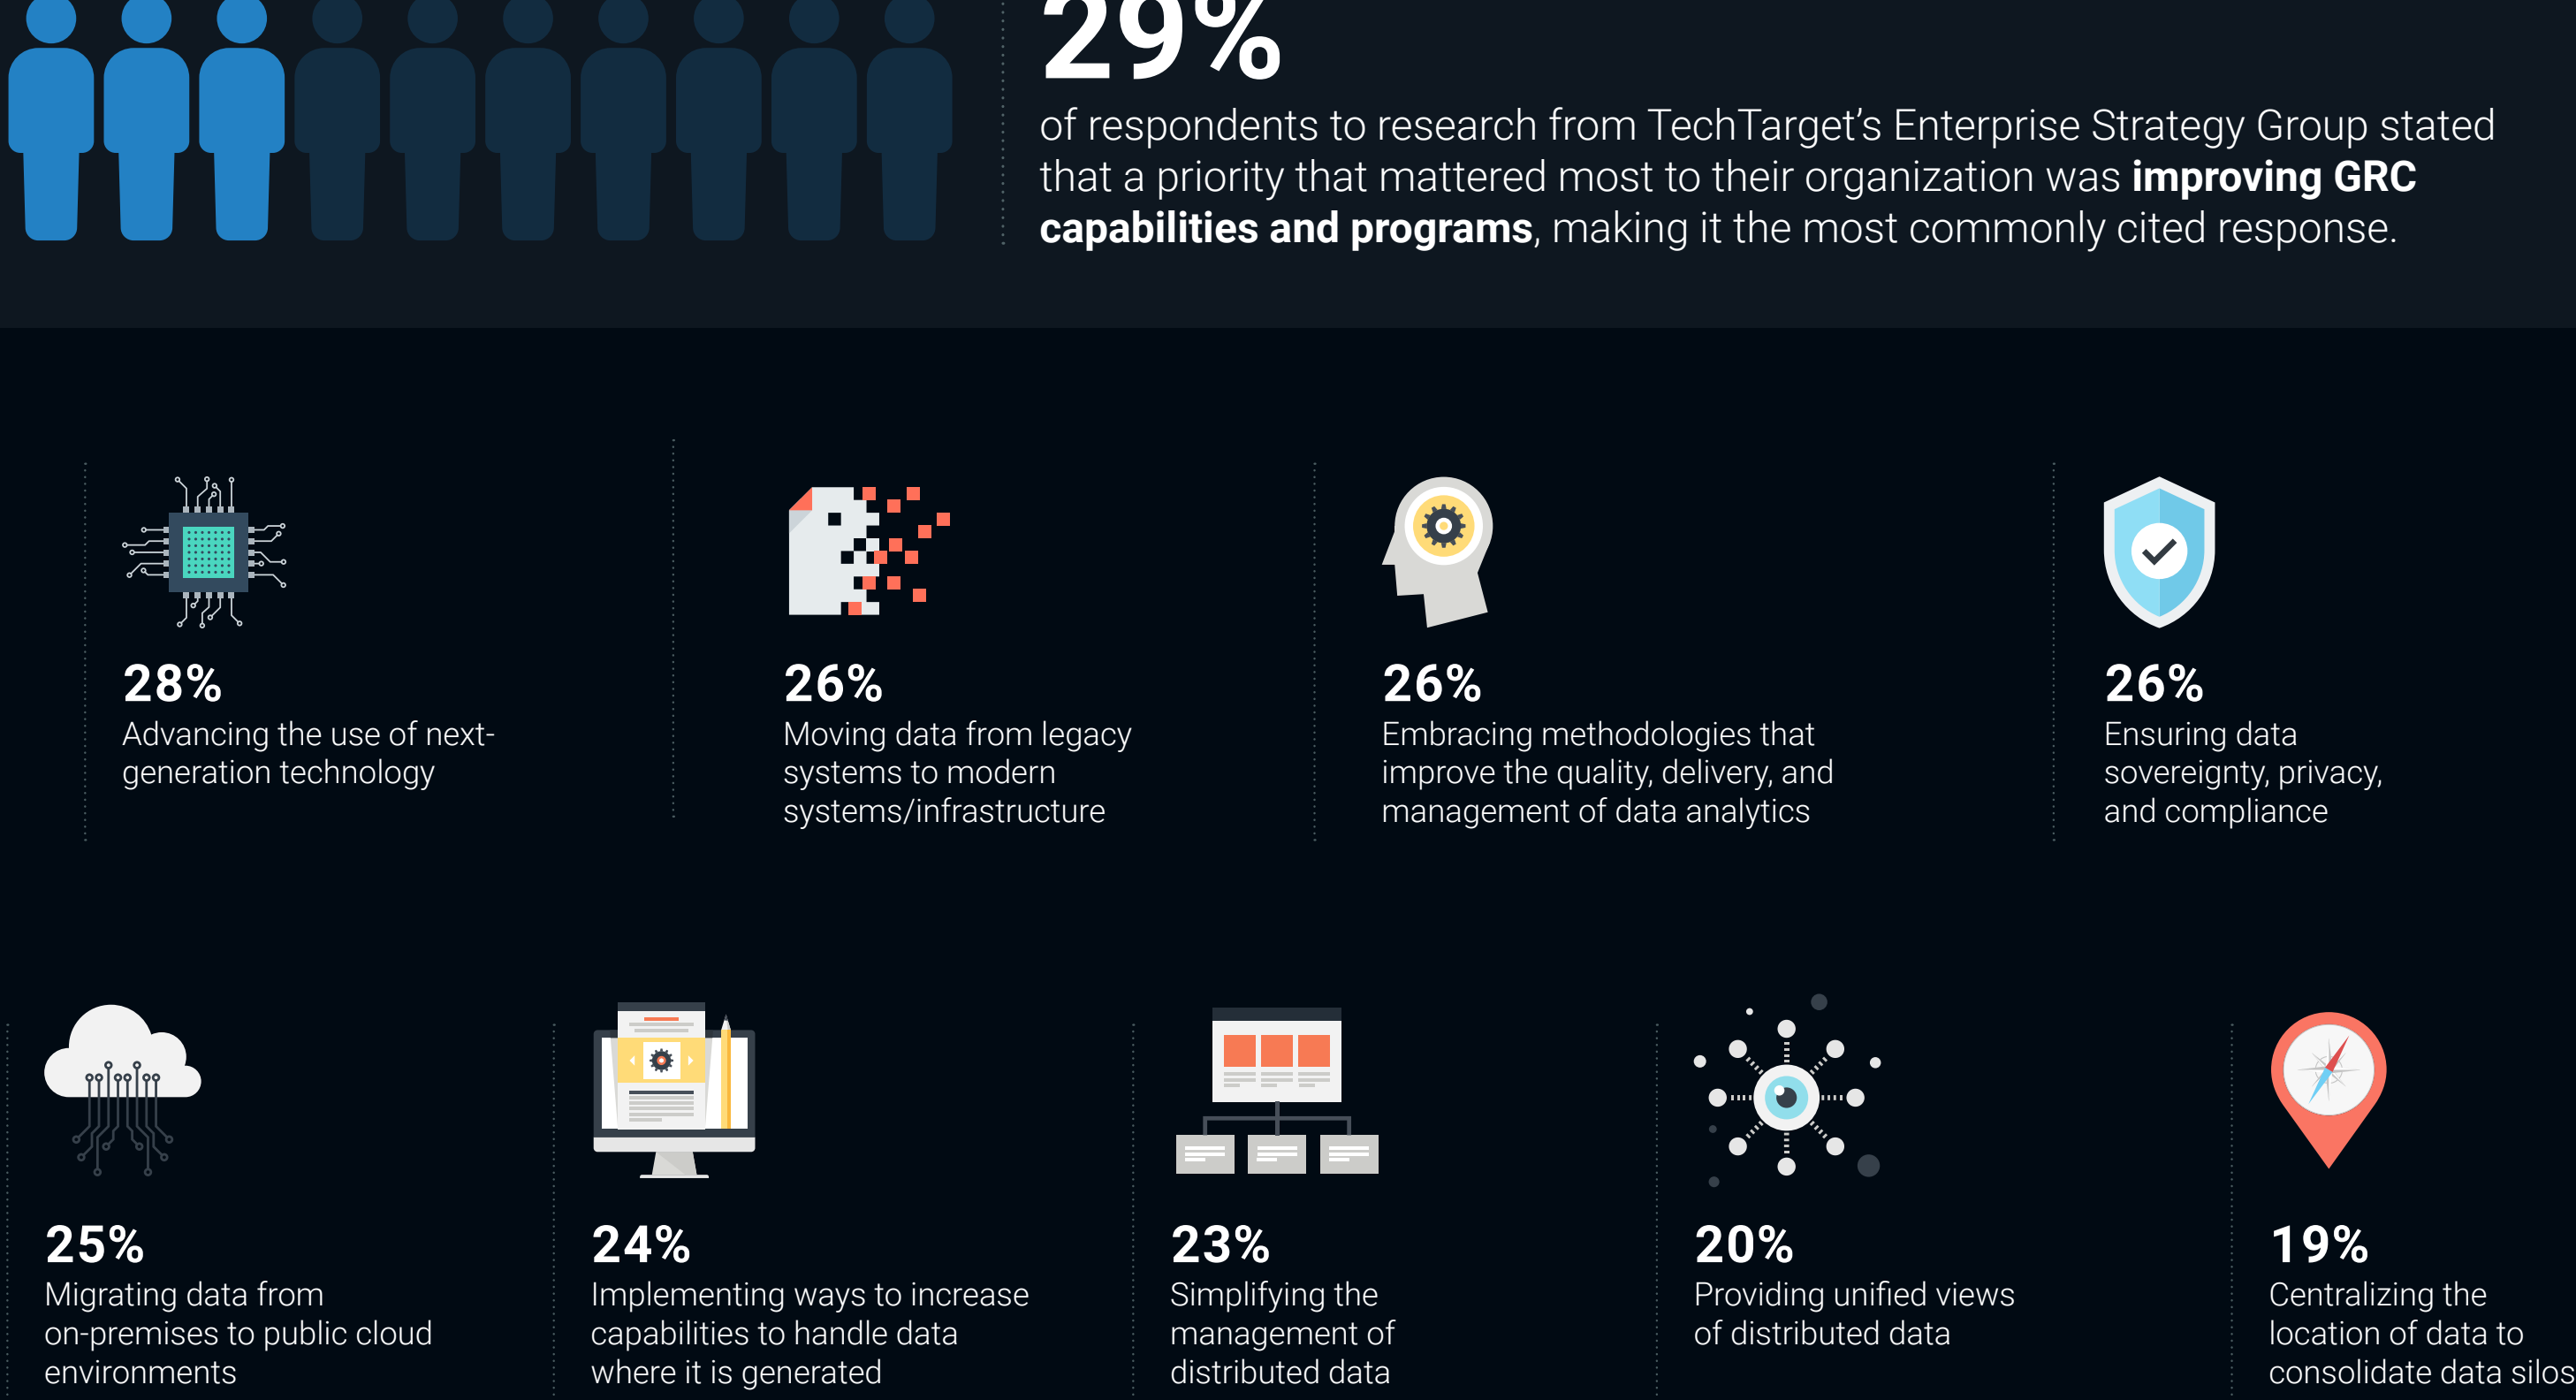 29%
of respondents to research from TechTarget’s Enterprise Strategy Group stated
that a priority that mattered most to their organization was improving GRC
capabilities and programs, making it the most commonly cited response.
28%
Advancing the use of next-
generation technology
26%
Moving data from legacy
systems to modern
systems/infrastructure
26%
Embracing methodologies that
improve the quality, delivery, and
management of data analytics
26%
Ensuring data
sovereignty, privacy,
and compliance
25%
Migrating data from
on-premises to public cloud
environments
24%
Implementing ways to increase
capabilities to handle data
where it is generated
23%
Simplifying the
management of
distributed data
20%
Providing unified views
of distributed data
19%
Centralizing the
location of data to
consolidate data silos